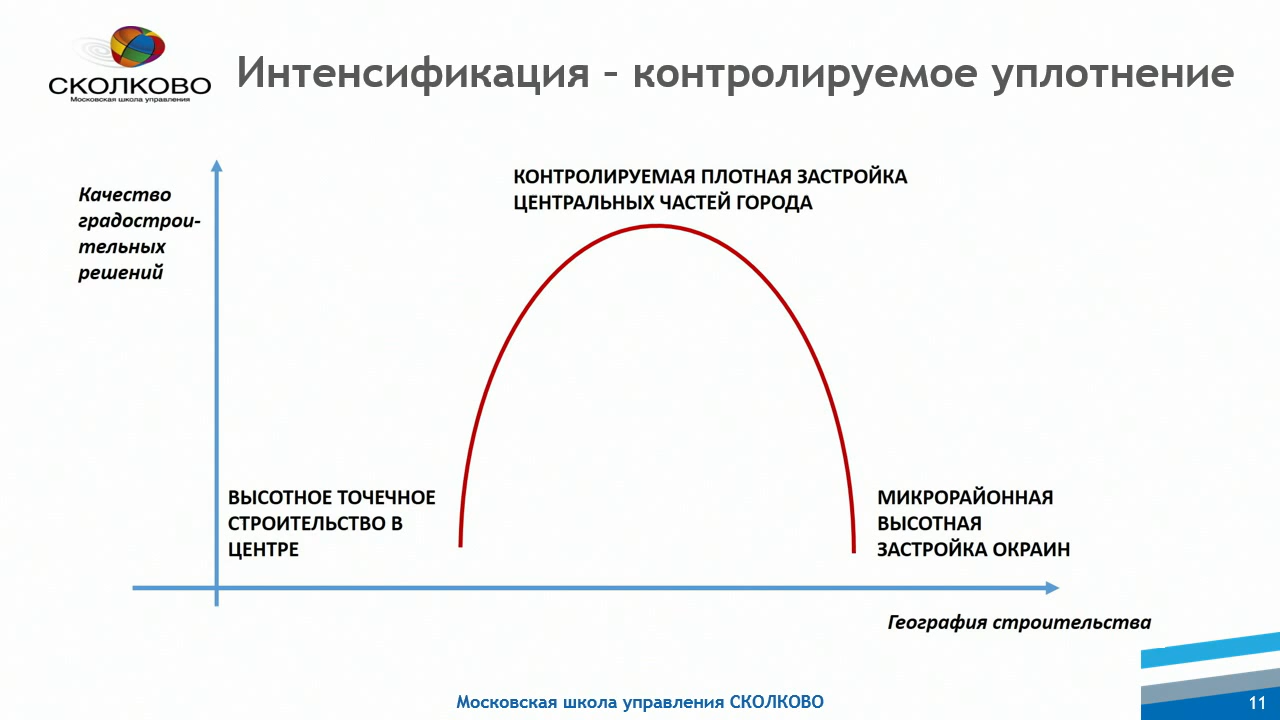 СКОЛКОВО
Московская школа управления
Интенсификация – контролируемое уплотнение
Качество
градострои-
тельных
решений
КОНТРОЛИРУЕМАЯ ПЛОТНАЯ ЗАСТРОЙКА
ЦЕНТРАЛЬНЫХ ЧАСТЕЙ ГОРОДА
ВЫСОТНОЕ ТОЧЕЧНОЕ
СТРОИТЕЛЬСТВО В
ЦЕНТРЕ
МИКРОРАЙОННАЯ
ВЫСОТНАЯ
ЗАСТРОЙКА ОКРАИН
География строительства
Московская школа управления СКОЛКОВО
11